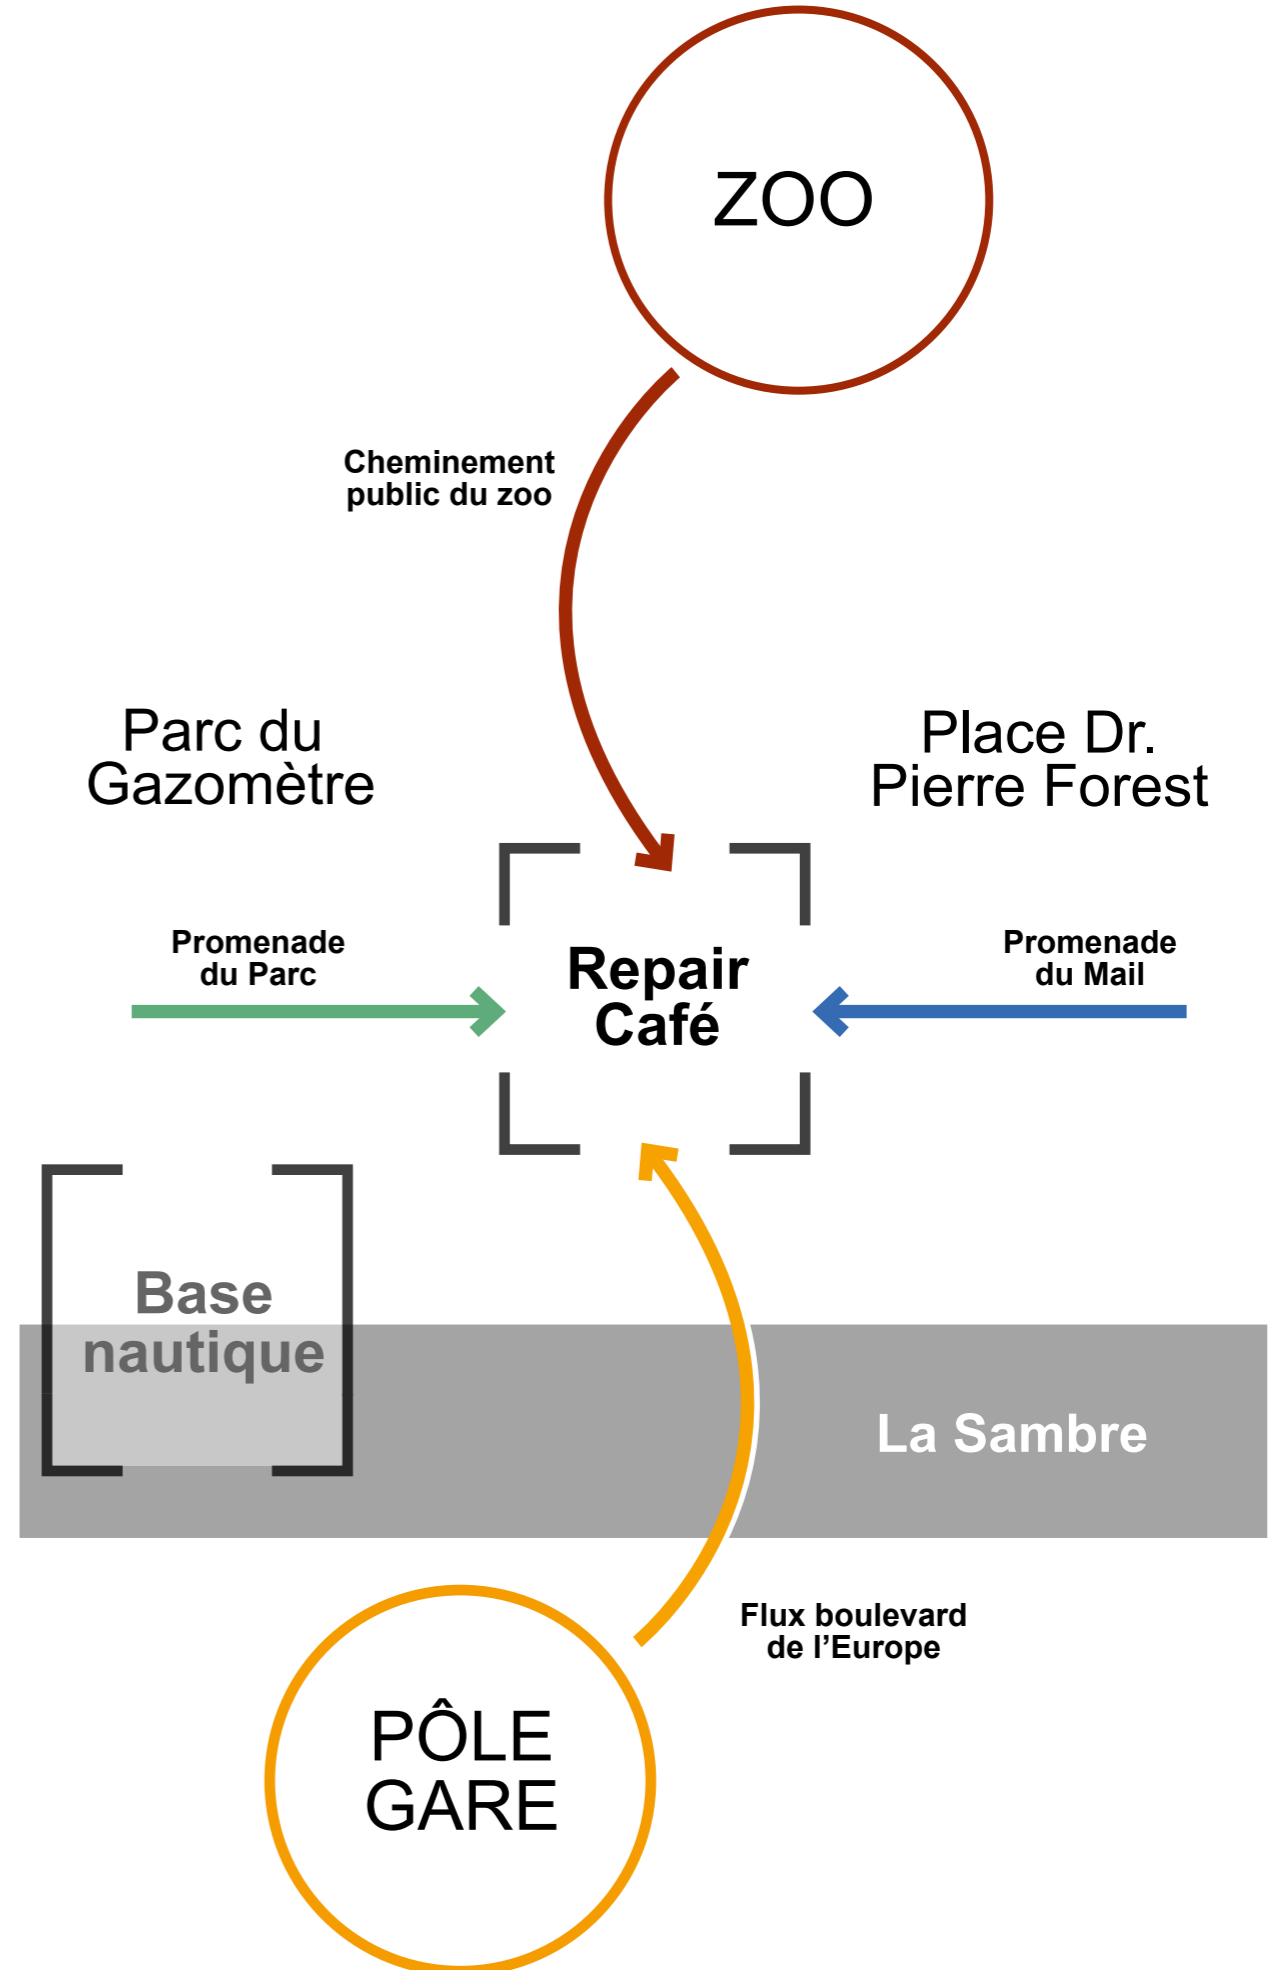 ZOO
Cheminement
public du zoo
Parc du
Gazomètre
Place Dr.
Pierre Forest
Promenade
du Parc
Repair
Café
Promenade
du Mail
Base
nautique
La Sambre
Flux boulevard
de l’Europe
PÔLE
GARE